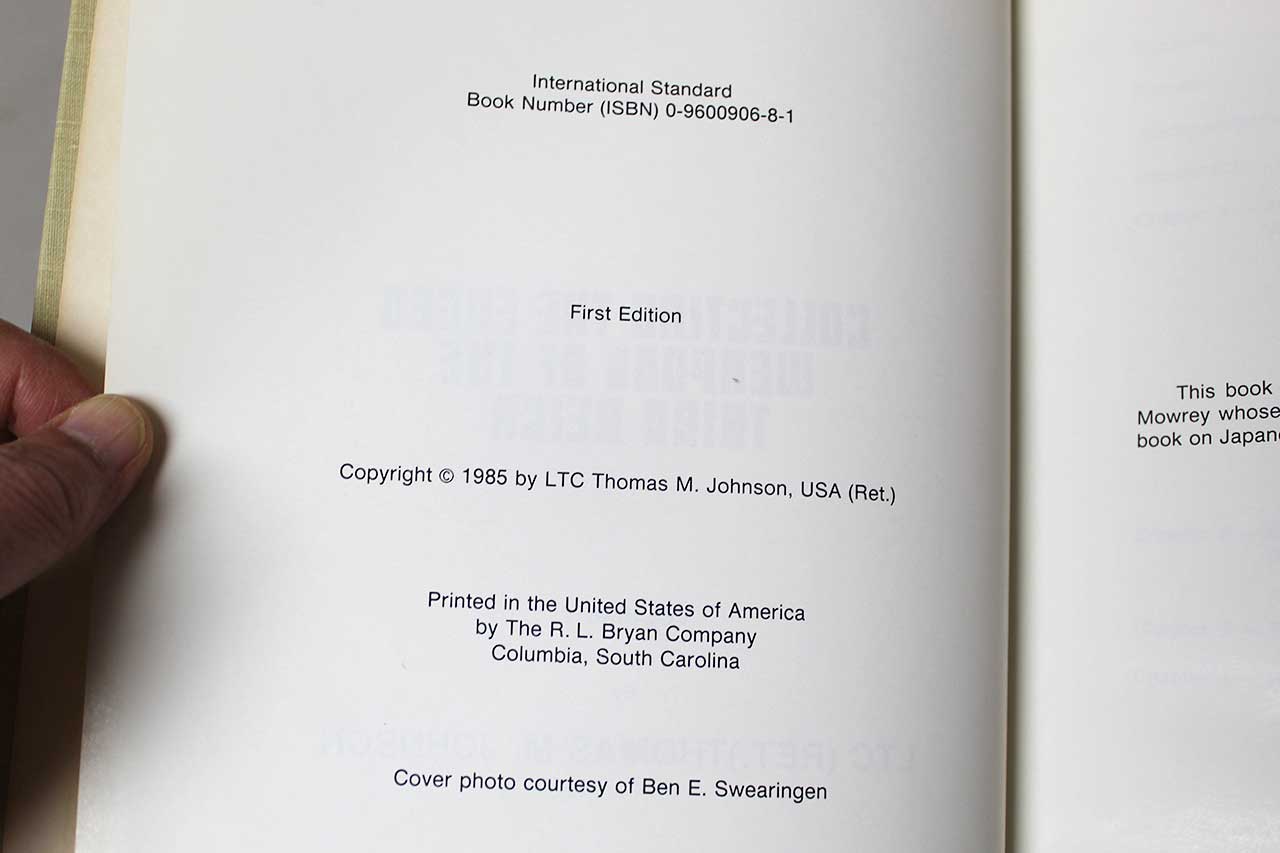 International Standard
Book Number (ISBN) 0-9600906-8-1
First Edition
Copyright © 1985 by LTC Thomas M. Johnson, USA (Ret.)
Printed in the United States of America
by The R. L. Bryan Company
Columbia, South Carolina
Cover photo courtesy of Ben E. Swearingen
This book
Mowrey whose
book on